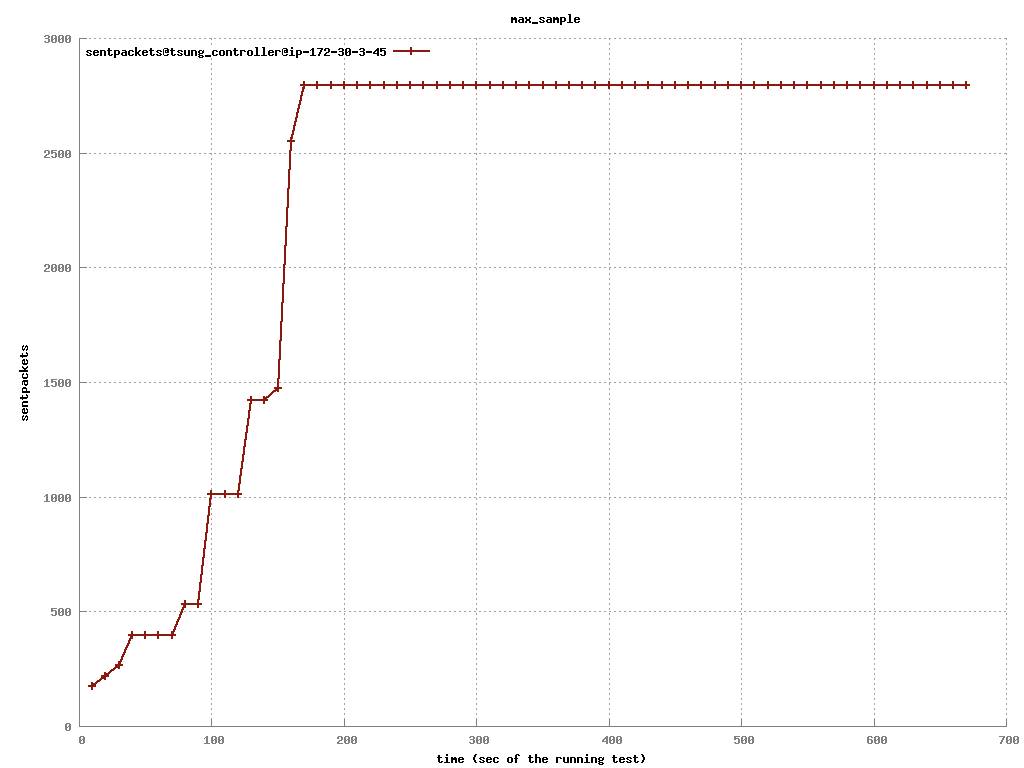 max_sample
3000
sentpackets@tsung_controller@ip-172-30-3-45
2500
2000
1500
1000
500
0
sentpackets
0 100 200 300 400 500 600 700
time (sec of the running test)